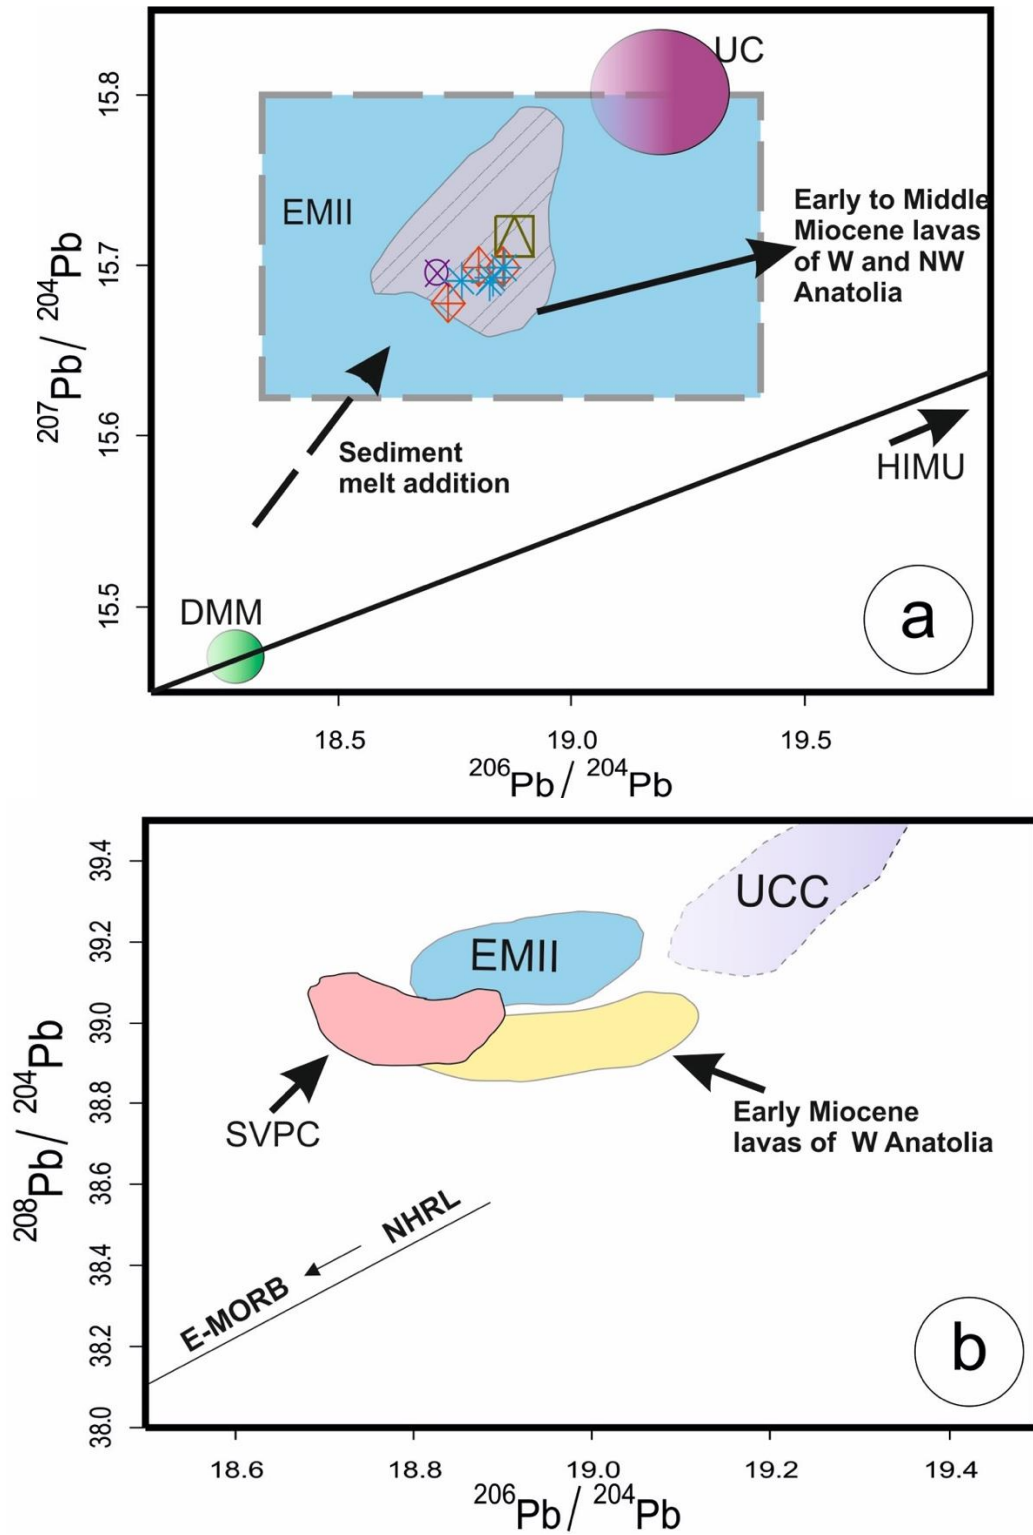 UC
15.8
EMII
Early to Middle
Miocene lavas
of W and NW
Anatolia
15.7
207Pb/ 204Pb
Sediment
melt addition
15.6
HIMU
15.5
DMM
a
18.5 19.0 19.5
206Pb/ 204Pb
39.4
UCC
39.2
EMII
39.0
208Pb/ 204Pb
38.8
SVPC
Early Miocene
lavas of W Anatolia
38.6
NHRL
38.4
E-MORB
38.2
b
38.0
18.6 18.8 19.0 19.2 19.4
206Pb/ 204Pb